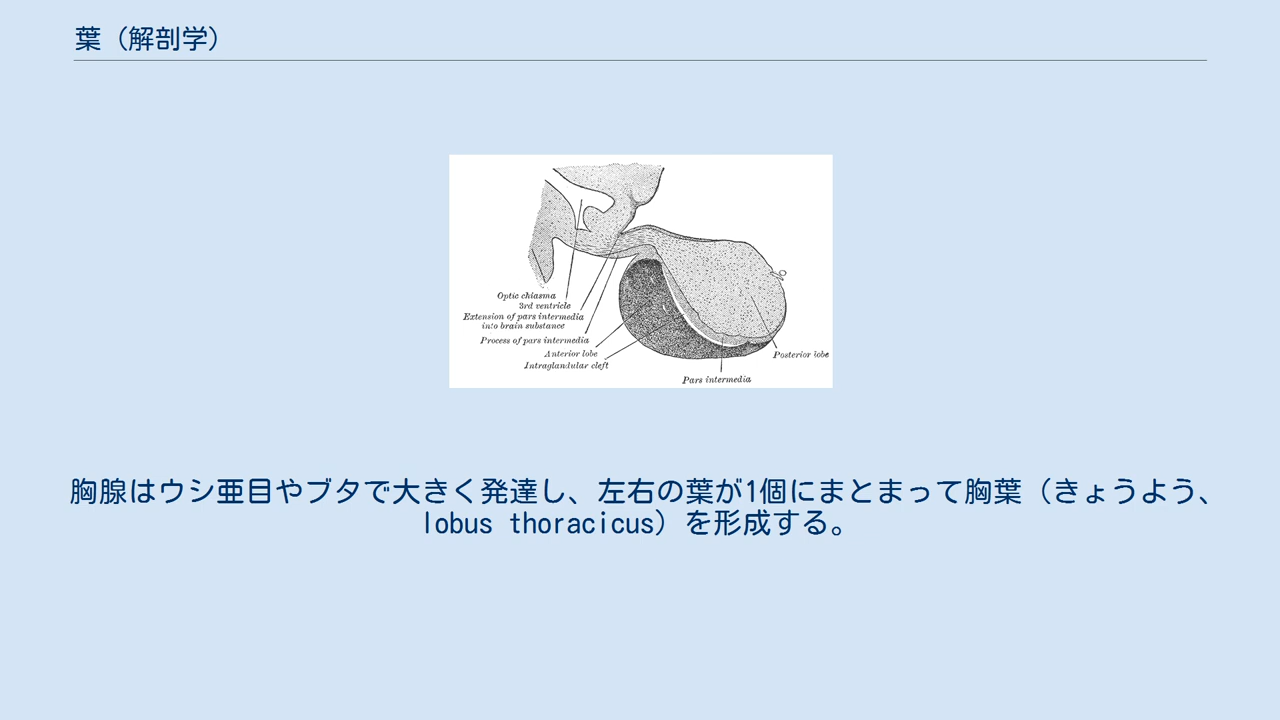 葉（解剖学）
Optic chiasma
3rd ventricle
Extension of pars intermedia
into brain substance
Process of pars intermedia
Anterior lobe
Intraglandular cleft
Posterior lobe
Pars intermedia
胸腺はウシ亜目やブタで大きく発達し、左右の葉が1個にまとまって胸葉（きょうよう、
lobus thoracicus）を形成する。